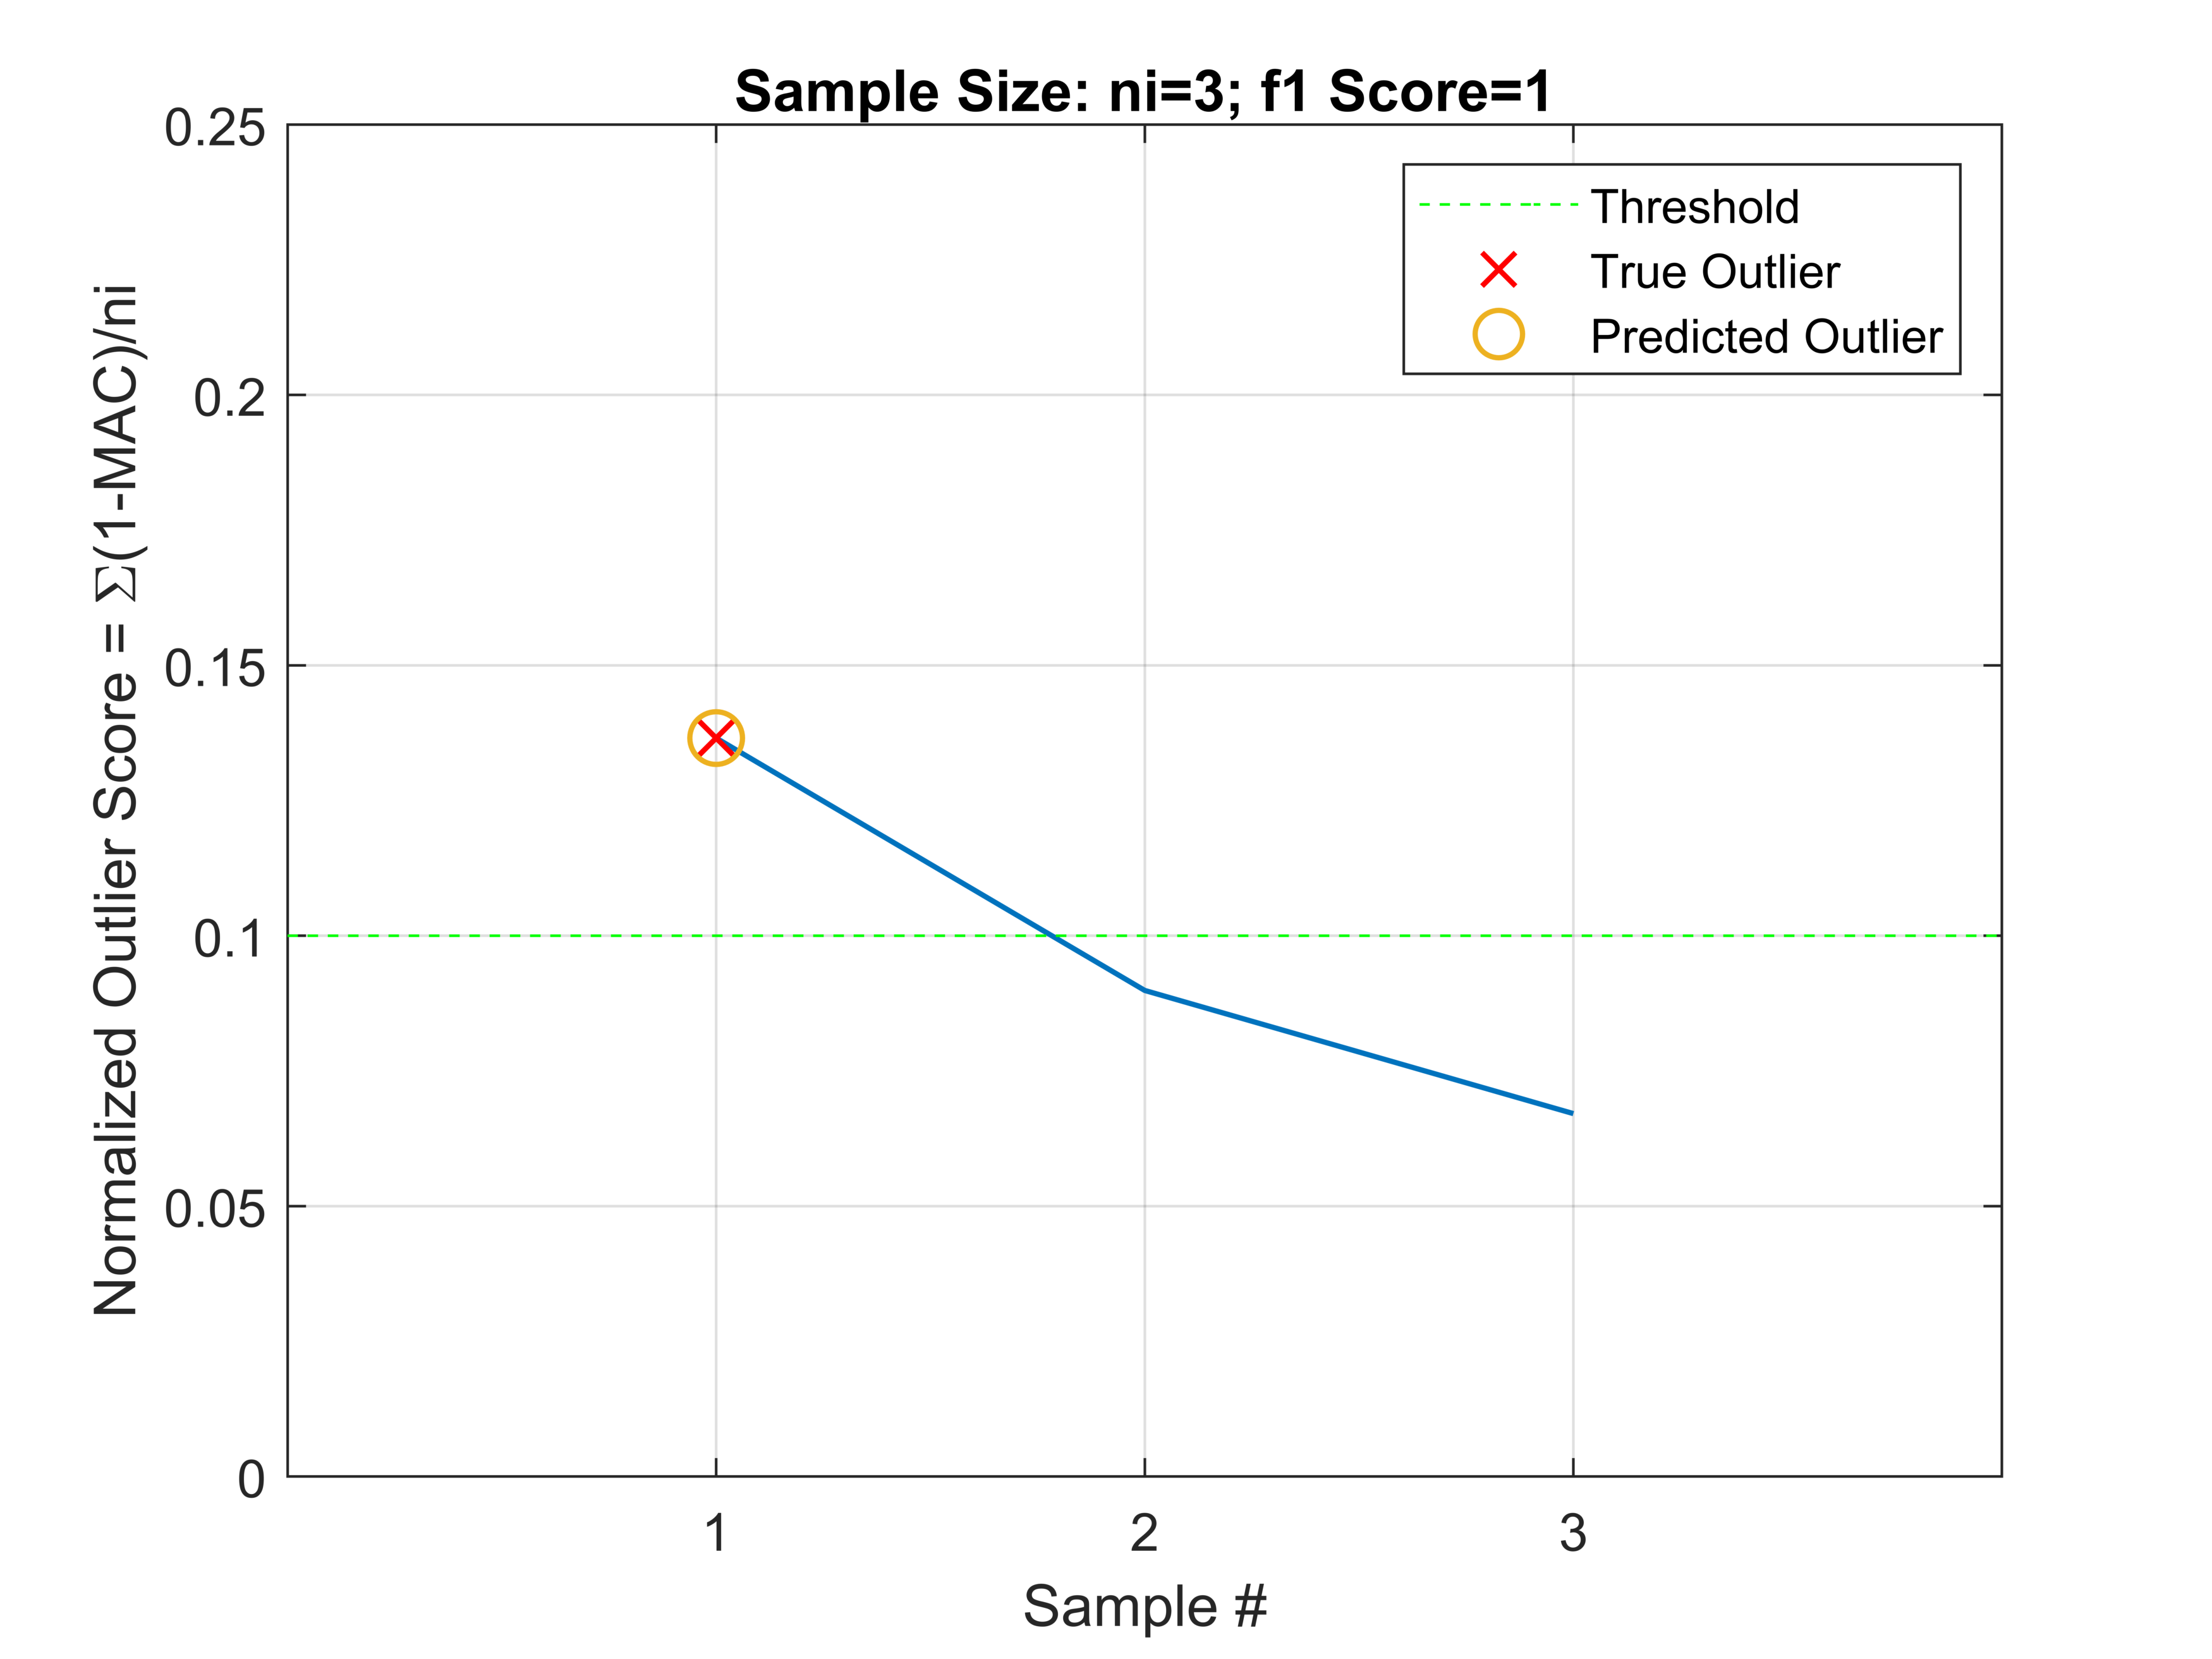 Sample Size: ni=3; f1 Score=1
0.25
0.2
0.15
0.1
0.05
0
Normalized Outlier Score = Σ(1-MAC)/ni
Threshold
True Outlier
Predicted Outlier
1 2 3
Sample #